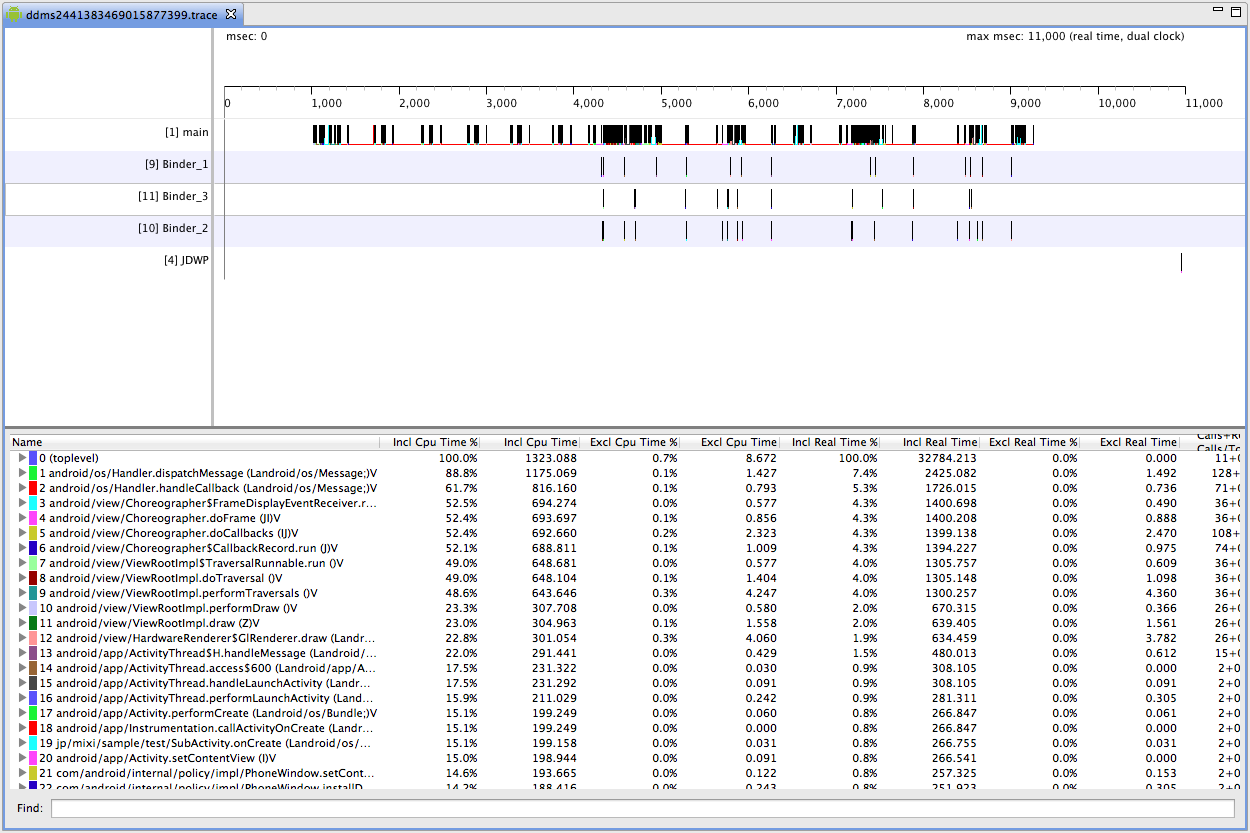 ddms2441383469015877399.trace
msec: 0 max msec: 11,000 (real time, dual clock)
0 1,000 2,000 3,000 4,000 5,000 6,000 7,000 8,000 9,000 10,000 11,000
[1] main
[9] Binder_1
[11] Binder_3
[10] Binder_2
[4] JDWP
Name Incl Cpu Time % Incl Cpu Time Excl Cpu Time % Excl Cpu Time Incl Real Time % Incl Real Time Excl Real Time % Excl Real Time
0 (toplevel) 100.0% 1323.088 0.7% 8.672 100.0% 32784.213 0.0% 0.000 11+0
1 android/os/Handler.dispatchMessage (Landroid/os/Message;)V 88.8% 1175.069 0.1% 1.427 7.4% 2425.082 0.0% 1.492 128+
2 android/os/Handler.handleCallback (Landroid/os/Message;)V 61.7% 816.160 0.1% 0.793 5.3% 1726.015 0.0% 0.736 71+0
3 android/view/Choreographer$FrameDisplayEventReceiver.r... 52.5% 694.274 0.0% 0.577 4.3% 1400.698 0.0% 0.490 36+0
4 android/view/Choreographer.doFrame (JI)V 52.4% 693.697 0.1% 0.856 4.3% 1400.208 0.0% 0.888 36+0
5 android/view/Choreographer.doCallbacks (IJ)V 52.4% 692.660 0.2% 2.323 4.3% 1399.138 0.0% 2.470 108+
6 android/view/Choreographer$CallbackRecord.run (J)V 52.1% 688.811 0.1% 1.009 4.3% 1394.227 0.0% 0.975 74+0
7 android/view/ViewRootImpl$TraversalRunnable.run ()V 49.0% 648.681 0.0% 0.577 4.0% 1305.757 0.0% 0.609 36+0
8 android/view/ViewRootImpl.doTraversal ()V 49.0% 648.104 0.1% 1.404 4.0% 1305.148 0.0% 1.098 36+0
9 android/view/ViewRootImpl.performTraversals ()V 48.6% 643.646 0.3% 4.247 4.0% 1300.257 0.0% 4.360 36+0
10 android/view/ViewRootImpl.performDraw ()V 23.3% 307.708 0.0% 0.580 2.0% 670.315 0.0% 0.366 26+0
11 android/view/ViewRootImpl.draw (Z)V 23.0% 304.963 0.1% 1.558 2.0% 639.405 0.0% 1.561 26+0
12 android/view/HardwareRenderer$GlRenderer.draw (Landr... 22.8% 301.054 0.3% 4.060 1.9% 634.459 0.0% 3.782 26+0
13 android/app/ActivityThread$H.handleMessage (Landroid/... 22.0% 291.441 0.0% 0.429 1.5% 480.013 0.0% 0.612 15+0
14 android/app/ActivityThread.access$600 (Landroid/app/A... 17.5% 231.322 0.0% 0.030 0.9% 308.105 0.0% 0.000 2+0
15 android/app/ActivityThread.handleLaunchActivity (Landr... 17.5% 231.292 0.0% 0.091 0.9% 308.105 0.0% 0.091 2+0
16 android/app/ActivityThread.performLaunchActivity (Land... 15.9% 211.029 0.0% 0.242 0.9% 281.311 0.0% 0.305 2+0
17 android/app/Activity.performCreate (Landroid/os/Bundle;)V 15.1% 199.249 0.0% 0.060 0.8% 266.847 0.0% 0.061 2+0
18 android/app/Instrumentation.callActivityOnCreate (Landr... 15.1% 199.249 0.0% 0.000 0.8% 266.847 0.0% 0.000 2+0
19 jp/mixi/sample/test/SubActivity.onCreate (Landroid/os/... 15.1% 199.158 0.0% 0.031 0.8% 266.755 0.0% 0.031 2+0
20 android/app/Activity.setContentView (I)V 15.0% 198.944 0.0% 0.091 0.8% 266.541 0.0% 0.000 2+0
21 com/android/internal/policy/impl/PhoneWindow.setCont... 14.6% 193.665 0.0% 0.122 0.8% 257.325 0.0% 0.153 2+0
22 com/android/internal/policy/impl/PhoneWindow.installD... 14.2% 188.416 0.0% 0.243 0.8% 251.923 0.0% 0.305 2+0
Find: